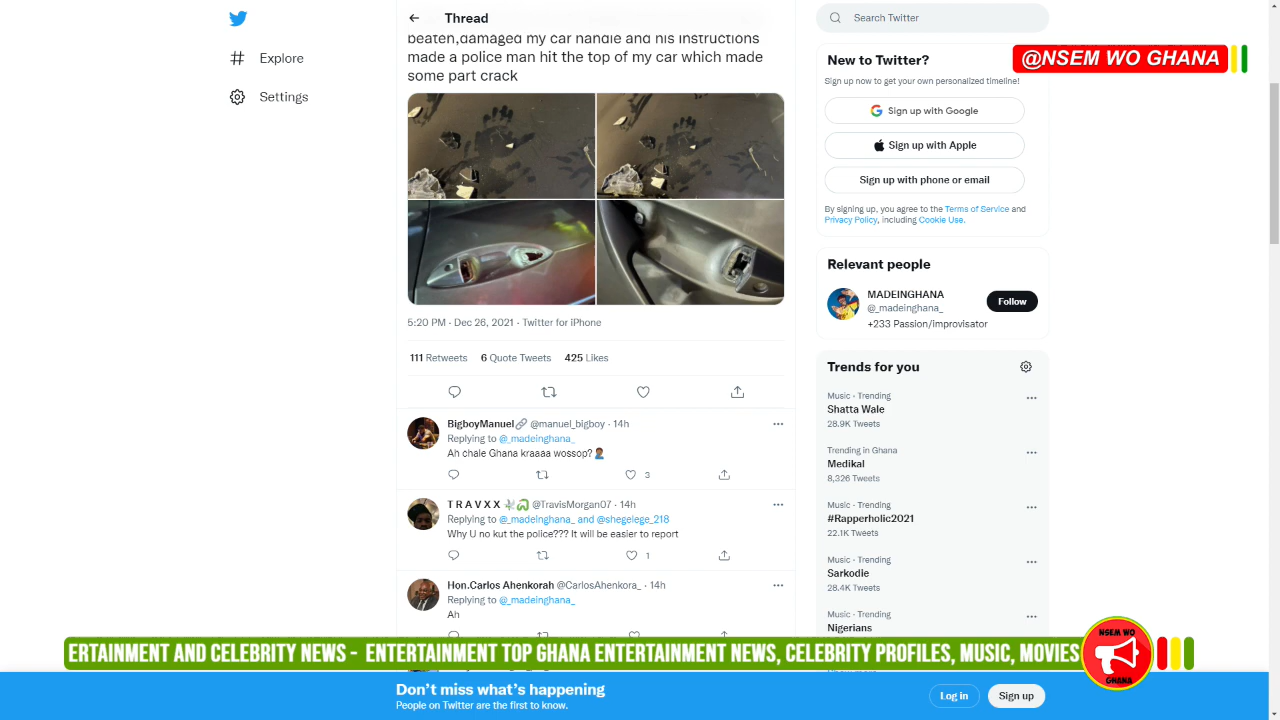 Thread
beaten,damaged my car handle and his instructions
made a police man hit the top of my car which made
some part crack
5:20 PM · Dec 26, 2021 · Twitter for iPhone
111 Retweets 6 Quote Tweets 425 Likes
BigboyManuel @manuel_bigboy · 14h
Replying to @_madeinghana_
Ah chale Ghana kraaaa wossop?
3
T R A V X X @TravisMorgan07 · 14h
Replying to @_madeinghana_ and @shegelege_218
Why U no kut the police??? It will be easier to report
1
Hon.Carlos Ahenkorah @CarlosAhenkora_ · 14h
Replying to @_madeinghana_
Ah
Explore
Settings
Search Twitter
@NSEM WO GHANA
New to Twitter?
Sign up now to get your own personalized timeline!
Sign up with Google
Sign up with Apple
Sign up with phone or email
By signing up, you agree to the Terms of Service and
Privacy Policy, including Cookie Use.
Relevant people
MADEINGHANA
@_madeinghana_
Follow
+233 Passion/improvisator
Trends for you
Music · Trending
Shatta Wale
28.9K Tweets
Trending in Ghana
Medikal
8,326 Tweets
Music · Trending
#Rapperholic2021
22.1K Tweets
Music · Trending
Sarkodie
28.4K Tweets
Music · Trending
Nigerians
ERTAINMENT AND CELEBRITY NEWS - ENTERTAINMENT TOP GHANA ENTERTAINMENT NEWS, CELEBRITY PROFILES, MUSIC, MOVIES
NSEM WO
GHANA
Don't miss what's happening
People on Twitter are the first to know.
Log in
Sign up